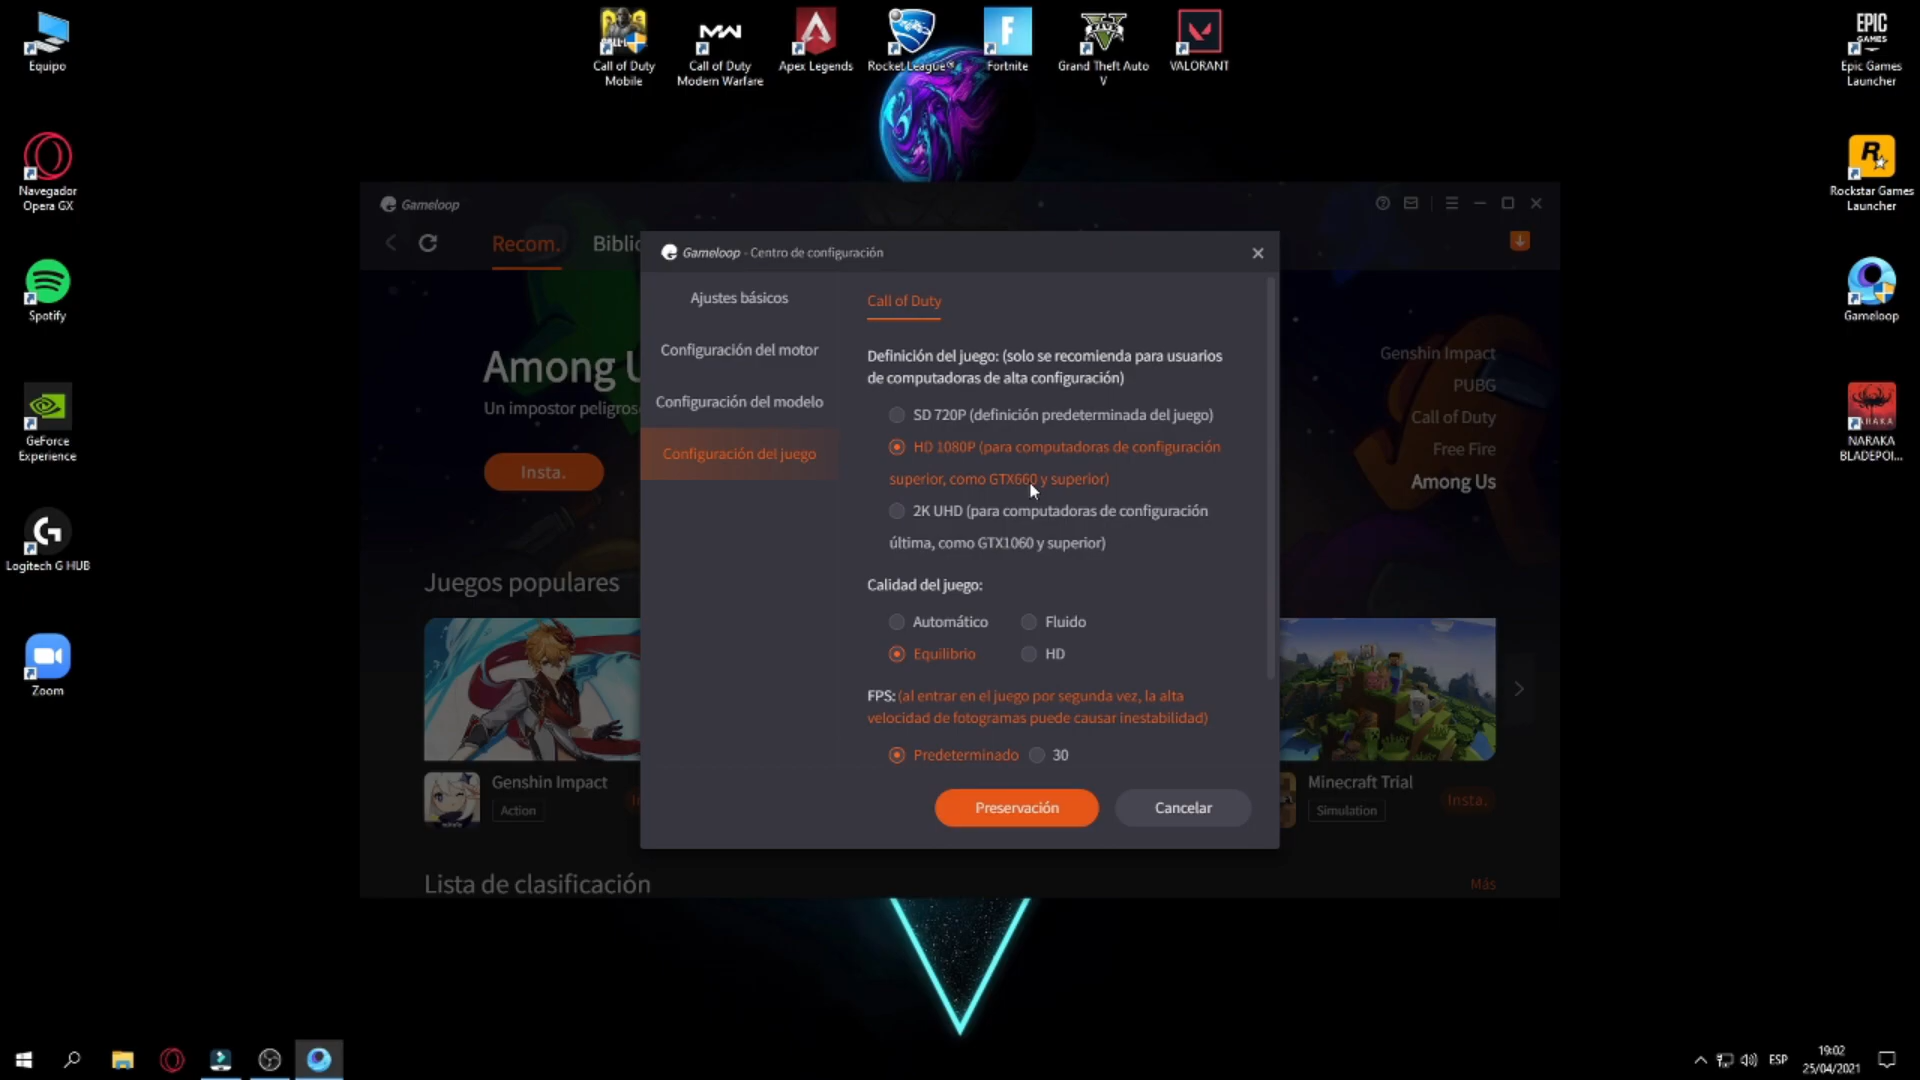 Equipo
Navegador
Opera GX
Spotify
GeForce
Experience
Logitech G HUB
Zoom
CALL OF DUTY
Call of Duty
Mobile
MW
Call of Duty
Modern Warfare
Apex Legends
Rocket League®
Fortnite
Grand Theft Auto
V
VALORANT
EPIC
GAMES
Epic Games
Launcher
Rockstar Games
Launcher
Gameloop
NARAKA
NARAKA
BLADEPOI...
Gameloop
Recom.
Biblio
Among U
Un impostor peligros
Insta.
Juegos populares
Genshin Impact
Action
Lista de clasificación
Genshin Impact
PUBG
Call of Duty
Free Fire
Among Us
Minecraft Trial
Simulation
Insta.
Más
Gameloop - Centro de configuración
Ajustes básicos
Configuración del motor
Configuración del modelo
Configuración del juego
Call of Duty
Definición del juego: (solo se recomienda para usuarios
de computadoras de alta configuración)
SD 720P (definición predeterminada del juego)
HD 1080P (para computadoras de configuración
superior, como GTX660 y superior)
2K UHD (para computadoras de configuración
última, como GTX1060 y superior)
Calidad del juego:
Automático Fluido
Equilibrio HD
FPS: (al entrar en el juego por segunda vez, la alta
velocidad de fotogramas puede causar inestabilidad)
Predeterminado 30
Preservación Cancelar
ESP
19:02
25/04/2021